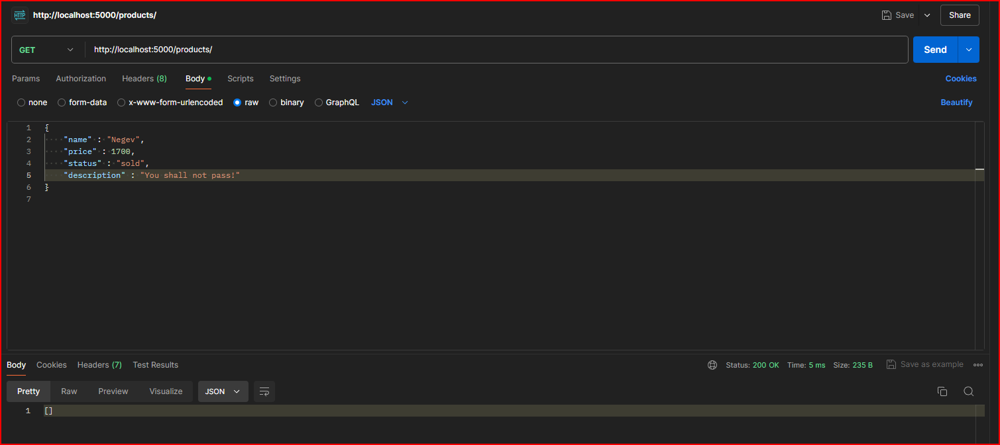 HTTP http://localhost:5000/products/ Save Share
GET http://localhost:5000/products/ Send
Params Authorization Headers (8) Body Scripts Settings Cookies
none form-data x-www-form-urlencoded raw binary GraphQL JSON Beautify
1 {
2 "name" : "Negev",
3 "price" : 1700,
4 "status" : "sold",
5 "description" : "You shall not pass!"
6 }
7
Body Cookies Headers (7) Test Results Status: 200 OK Time: 5 ms Size: 235 B Save as example
Pretty Raw Preview Visualize JSON
1 []